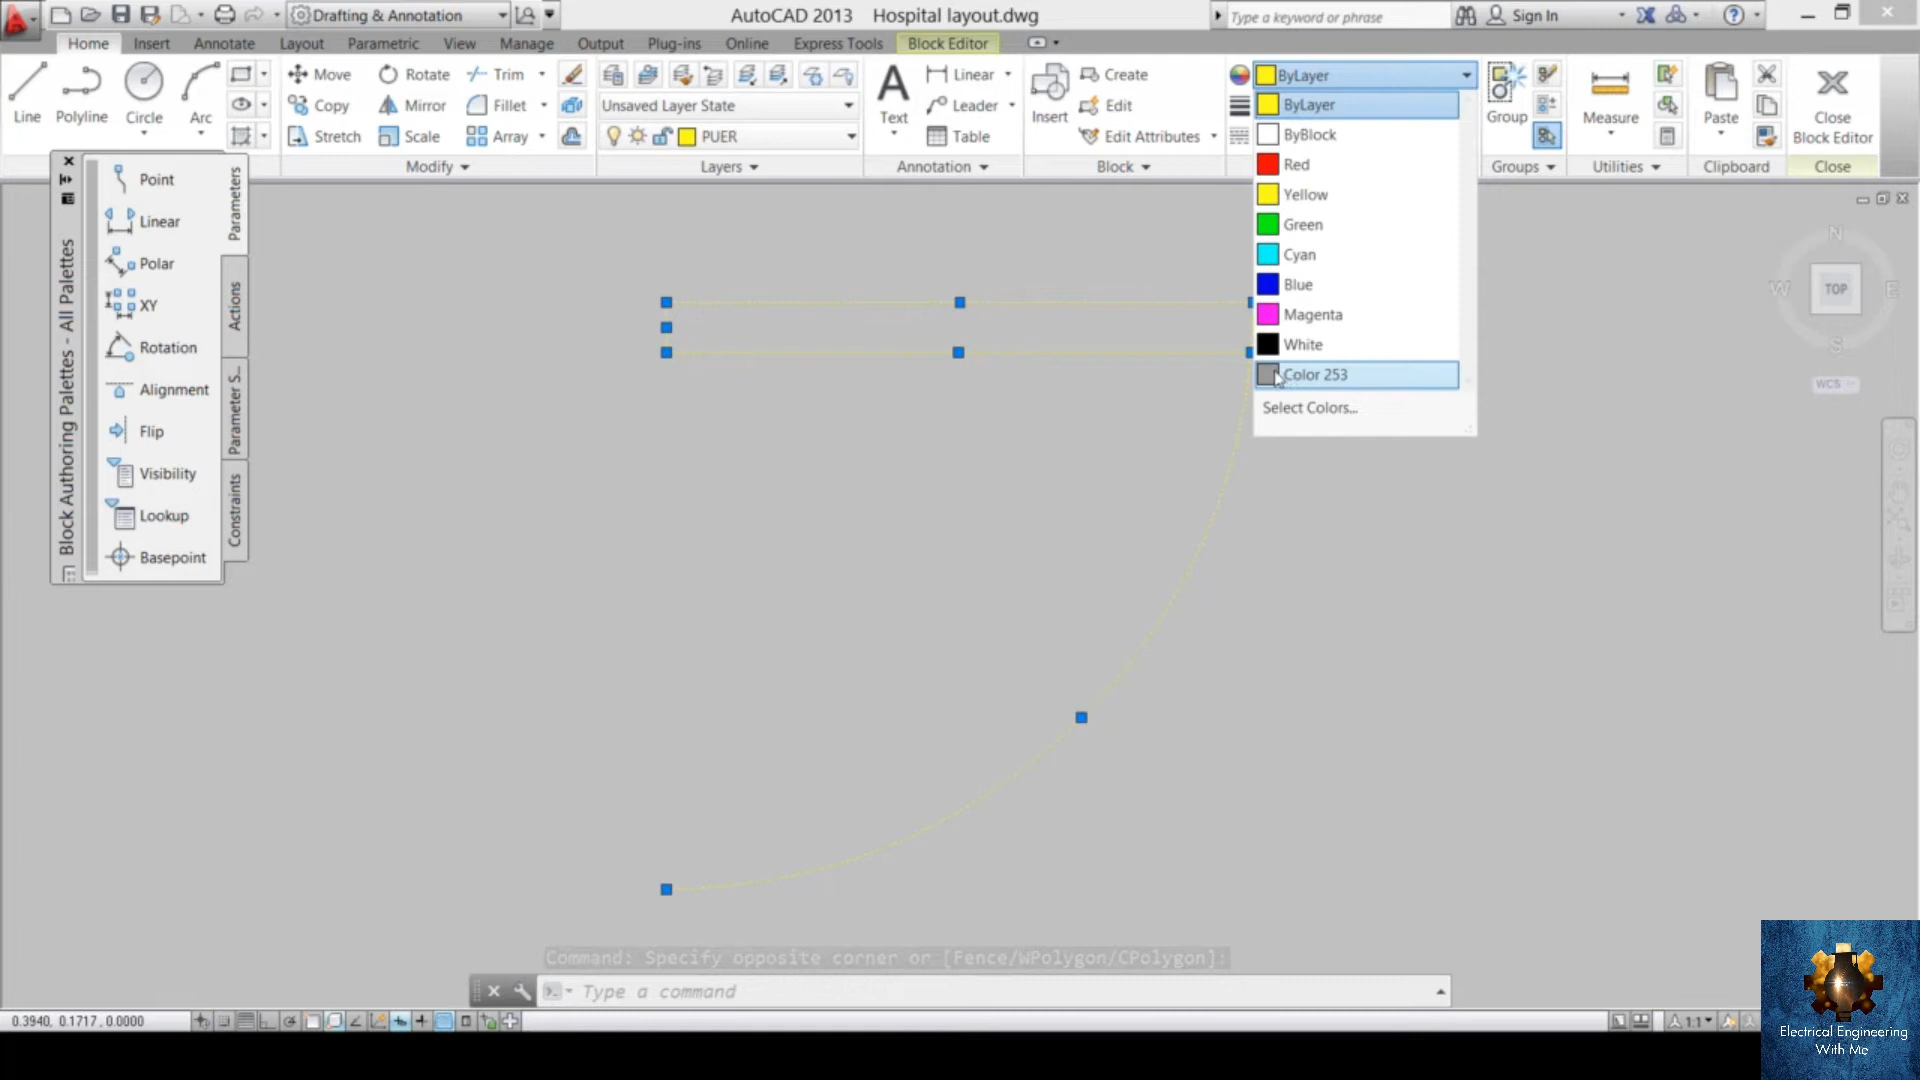 Drafting & Annotation
AutoCAD 2013 Hospital layout.dwg
Type a keyword or phrase
Sign In
Home Insert Annotate Layout Parametric View Manage Output Plug-ins Online Express Tools Block Editor
Line
Polyline
Circle
Arc
Move
Rotate
Trim
Copy
Mirror
Fillet
Stretch
Scale
Array
Modify
Unsaved Layer State
PUER
Layers
Text
Linear
Leader
Table
Annotation
Insert
Create
Edit
Edit Attributes
Block
ByLayer
ByLayer
ByBlock
Red
Yellow
Green
Cyan
Blue
Magenta
White
Color 253
Select Colors...
Group
Groups
Measure
Utilities
Paste
Clipboard
Close
Block Editor
Close
Block Authoring Palettes - All Palettes
Point
Linear
Polar
XY
Rotation
Alignment
Flip
Visibility
Lookup
Basepoint
Parameters
Actions
Parameter S...
Constraints
N
W
TOP
E
S
WCS
Command: Specify opposite corner or [Fence/WPolygon/CPolygon]:
Type a command
0.3940, 0.1717, 0.0000
1:1
Electrical Engineering
With Me